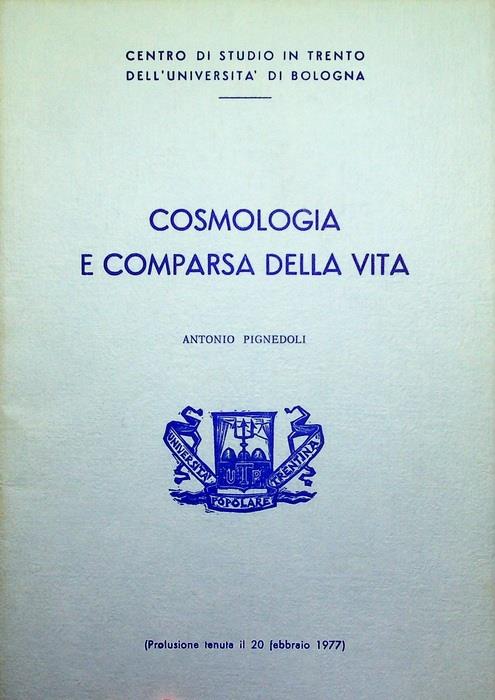 CENTRO DI STUDIO IN TRENTO
DELL'UNIVERSITA' DI BOLOGNA
COSMOLOGIA
E COMPARSA DELLA VITA
ANTONIO PIGNEDOLI
UNIVERSITÀ
UTP
TRENTINA
POPOLARE
(Prolusione tenuta il 20 febbraio 1977)